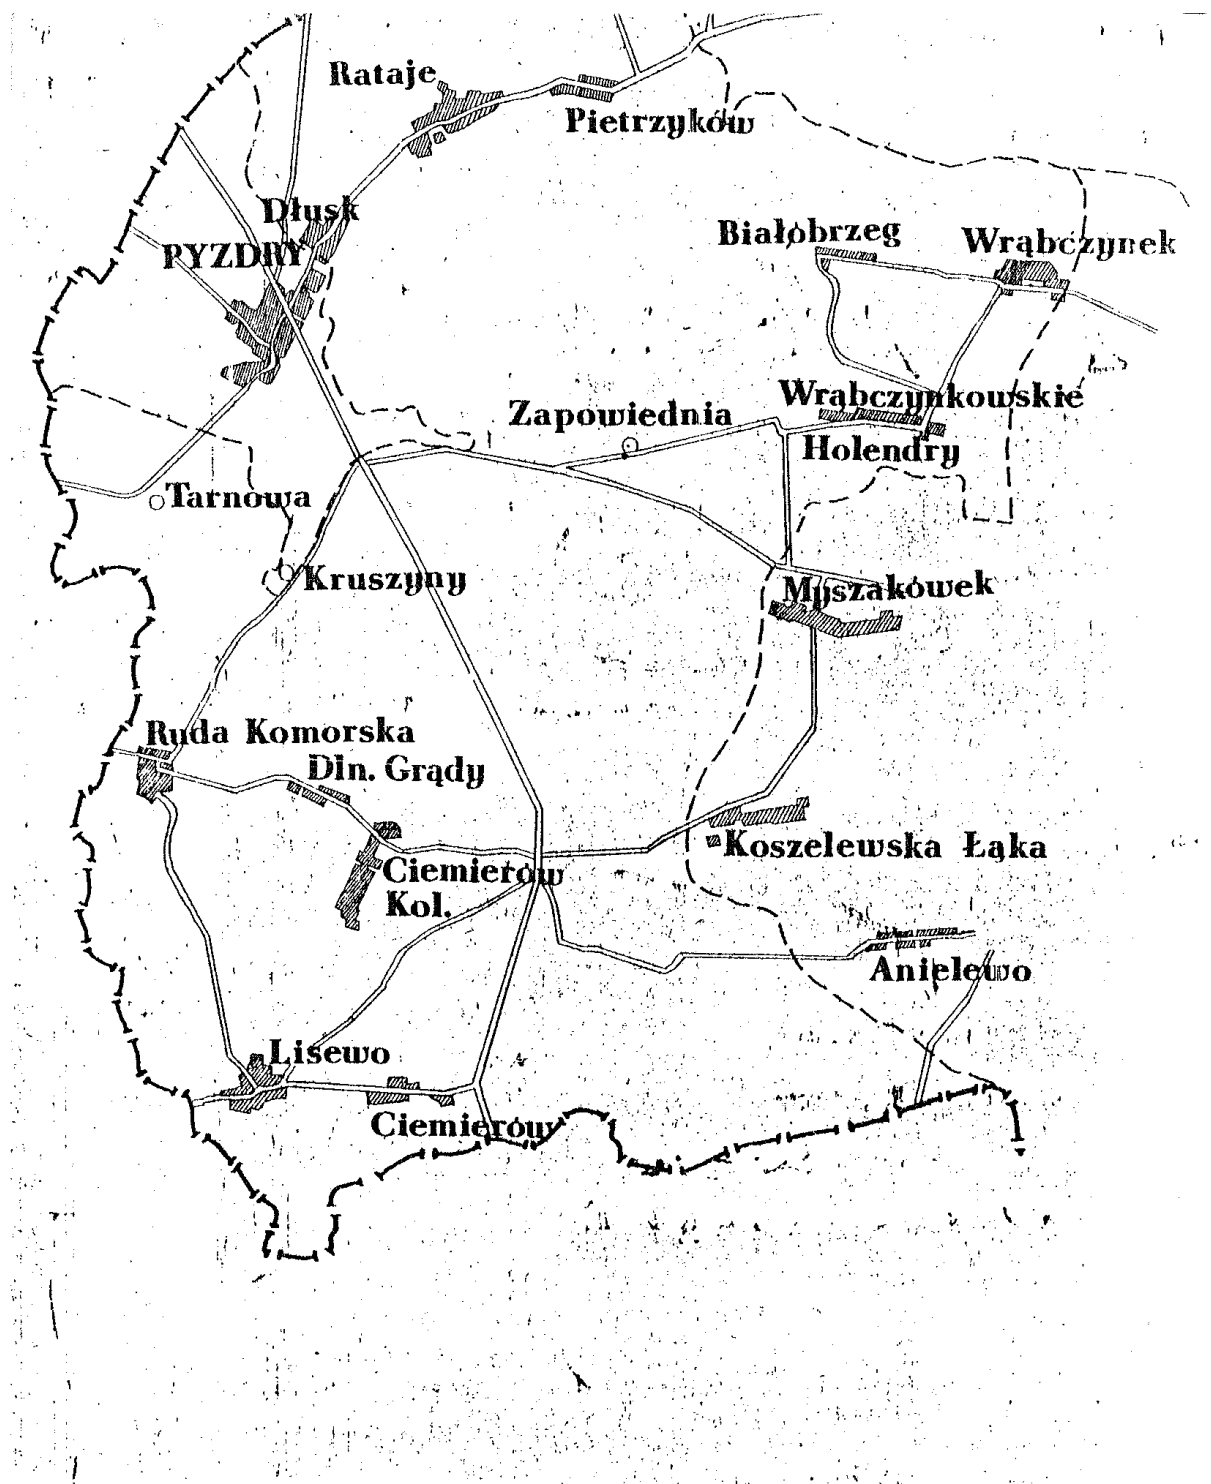 Rataje
Pietrzyków
Dłusk
PYZDRY
Białobrzeg
Wrąbczynek
Wrąbczynkowskie
Holendry
Zapowiednia
Tarnowa
Kruszyny
Myszakówek
Ruda Komorska
Dln. Grądy
Ciemierów
Kol.
Koszelewska Łąka
Anielewo
Lisewo
Ciemierów